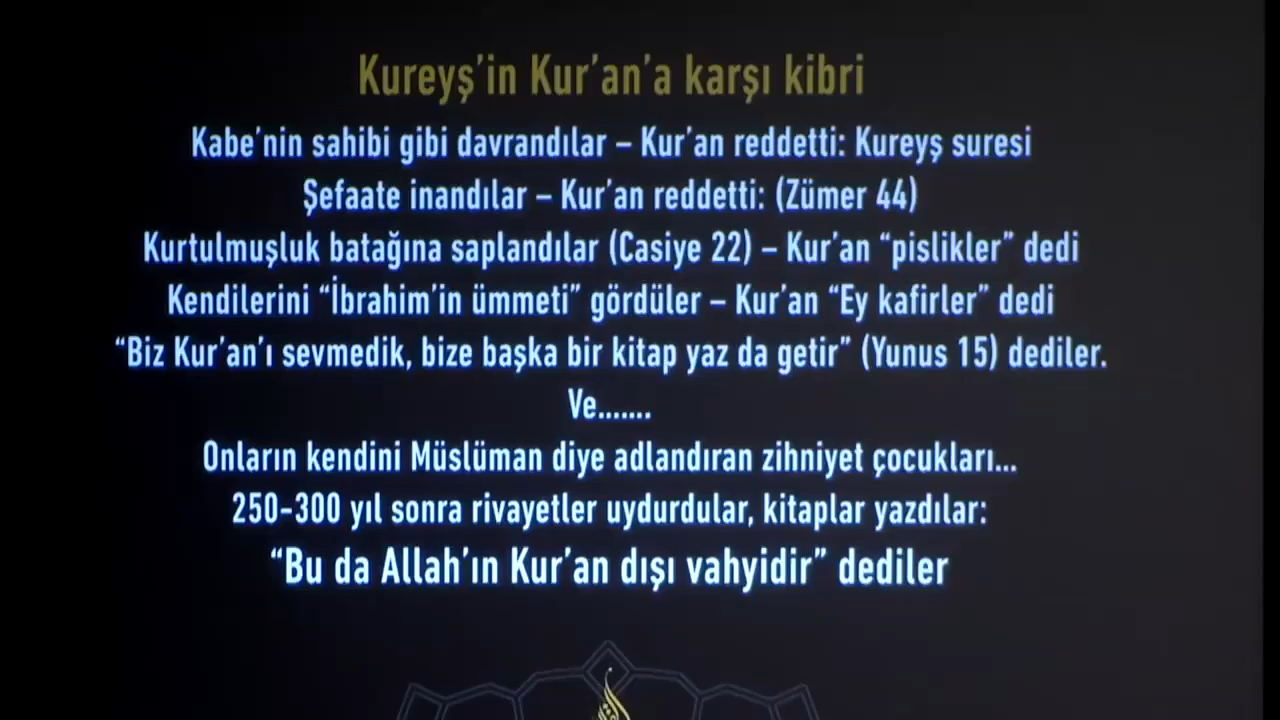 Kureyş’in Kur’an’a karşı kibri
Kabe’nin sahibi gibi davrandılar – Kur’an reddetti: Kureyş suresi
Şefaate inandılar – Kur’an reddetti: (Zümer 44)
Kurtulmuşluk batağına saplandılar (Casiye 22) – Kur’an “pislikler” dedi
Kendilerini “İbrahim’in ümmeti” gördüler – Kur’an “Ey kafirler” dedi
“Biz Kur’an’ı sevmedik, bize başka bir kitap yaz da getir” (Yunus 15) dediler.
Ve.......
Onların kendini Müslüman diye adlandıran zihniyet çocukları...
250-300 yıl sonra rivayetler uydurdular, kitaplar yazdılar:
“Bu da Allah’ın Kur’an dışı vahyidir” dediler